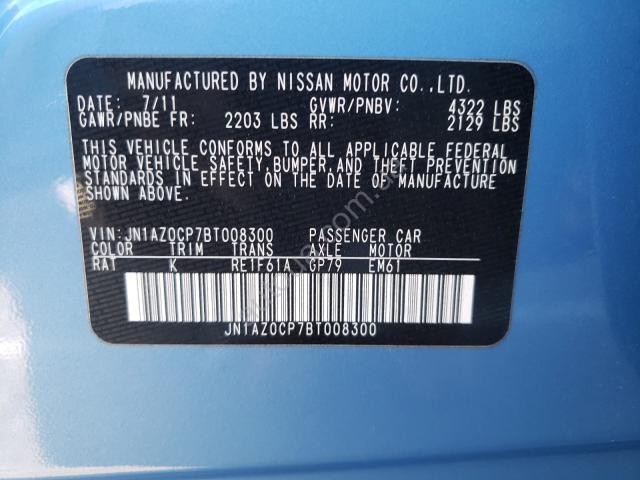 MANUFACTURED BY NISSAN MOTOR CO.,LTD.
DATE: 7/11 GVWR/PNBV: 4322 LBS
GAWR/PNBE FR: 2203 LBS RR: 2129 LBS
THIS VEHICLE CONFORMS TO ALL APPLICABLE FEDERAL
MOTOR VEHICLE SAFETY,BUMPER,AND THEFT PREVENTION
STANDARDS IN EFFECT ON THE DATE OF MANUFACTURE
SHOWN ABOVE.
VIN:JN1AZ0CP7BT008300 PASSENGER CAR
COLOR TRIM TRANS AXLE MOTOR
RAT K RE1F61A GP79 EM61
JN1AZ0CP7BT008300